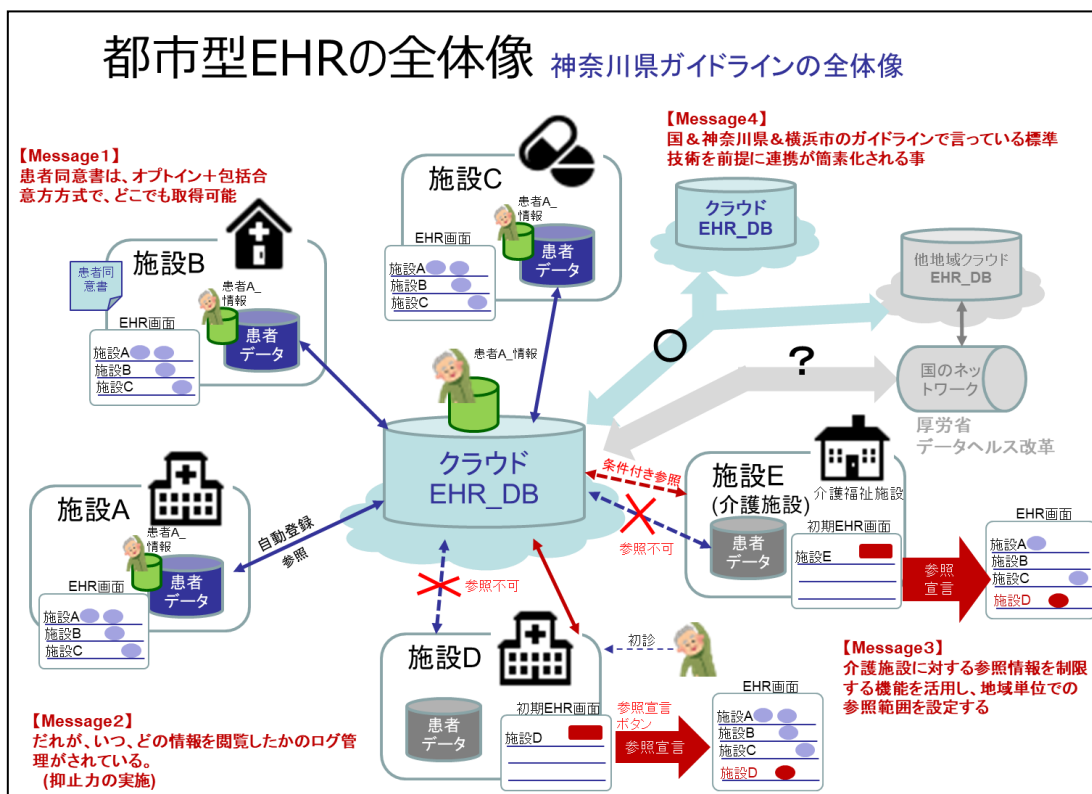 都市型EHRの全体像 神奈川県ガイドラインの全体像
【Message1】
患者同意書は、オプトイン＋包括合
意方方式で、どこでも取得可能
【Message4】
国＆神奈川県＆横浜市のガイドラインで言っている標準
技術を前提に連携が簡素化される事
施設C
患者A_
情報
EHR画面
施設A
施設B
施設C
患者
データ
クラウド
EHR_DB
他地域クラウド
EHR_DB
国のネッ
トワーク
厚労省
データヘルス改革
○
？
施設B
患者同
意書
患者A_
情報
EHR画面
施設A
施設B
施設C
患者
データ
患者A_情報
クラウド
EHR_DB
施設A
患者A_
情報
EHR画面
施設A
施設B
施設C
患者
データ
自動登録
参照
条件付き参照
参照不可
参照不可
施設E
(介護施設)
介護福祉施設
患者
データ
初期EHR画面
施設E
参照
宣言
EHR画面
施設A
施設B
施設C
施設D
施設D
初診
患者
データ
初期EHR画面
施設D
参照宣言
ボタン
参照宣言
EHR画面
施設A
施設B
施設C
施設D
【Message3】
介護施設に対する参照情報を制限
する機能を活用し、地域単位での
参照範囲を設定する
【Message2】
だれが、いつ、どの情報を閲覧したかのログ管
理がされている。
(抑止力の実施)